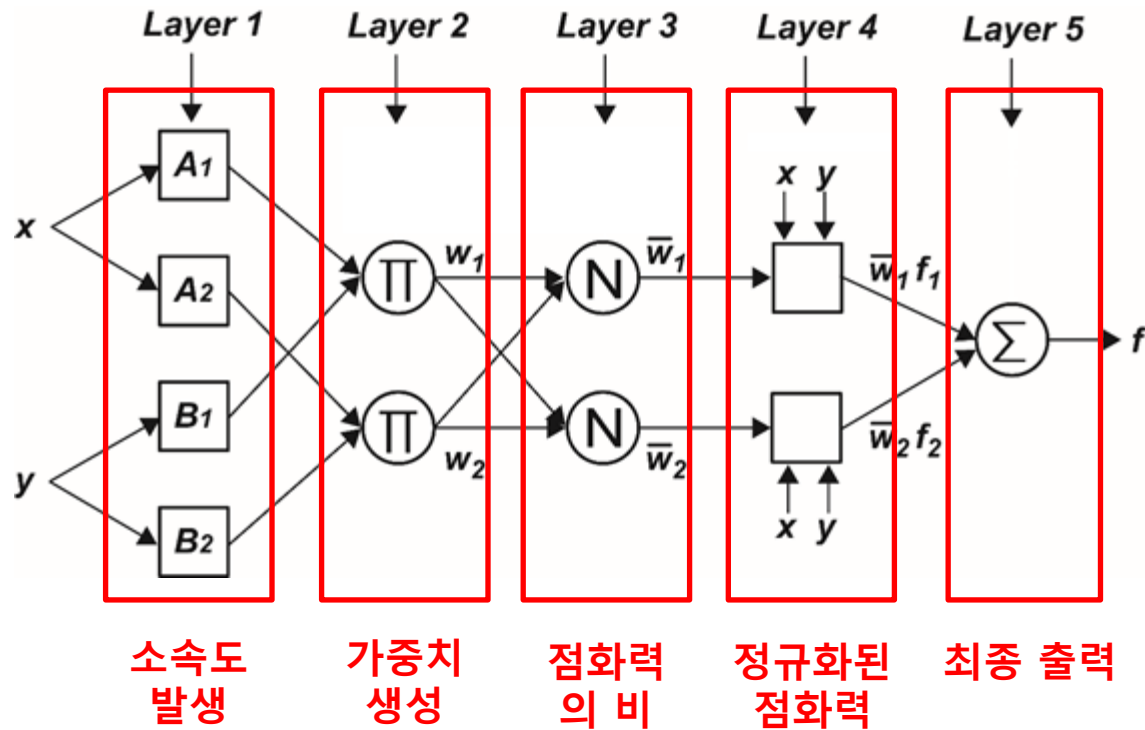 Layer 1 Layer 2 Layer 3 Layer 4 Layer 5
A1
x y
x
w1 w̅1
∏ N w̅1 f1
A2
∑ f
B1
∏ N
w̅2 f2
y
w2 w̅2
B2
x y
소속도 가중치 점화력 정규화된 최종 출력
발생 생성 의 비 점화력